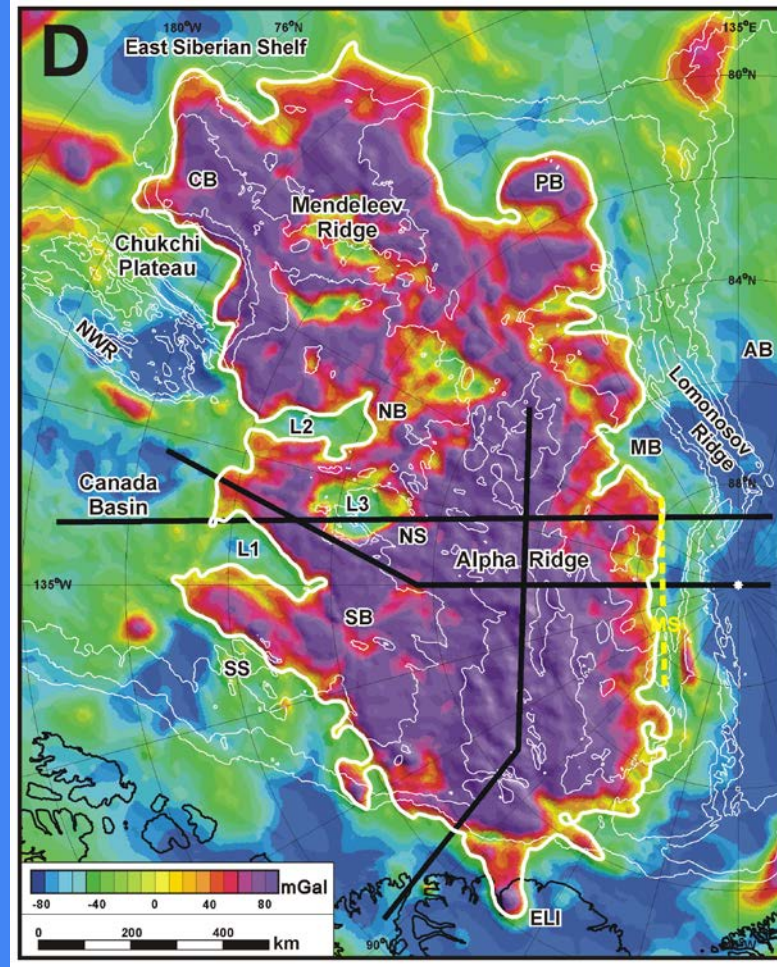 D
180°W
76°N
135°E
East Siberian Shelf
80°N
CB
PB
Mendeleev
Ridge
Chukchi
Plateau
84°N
NWR
AB
Lomonosov
Ridge
L2
NB
MB
Canada
Basin
88°N
L3
NS
L1
Alpha Ridge
135°W
SB
MS
SS
mGal
-80
-40
0
40
80
0
200
400
km
90°W
ELI